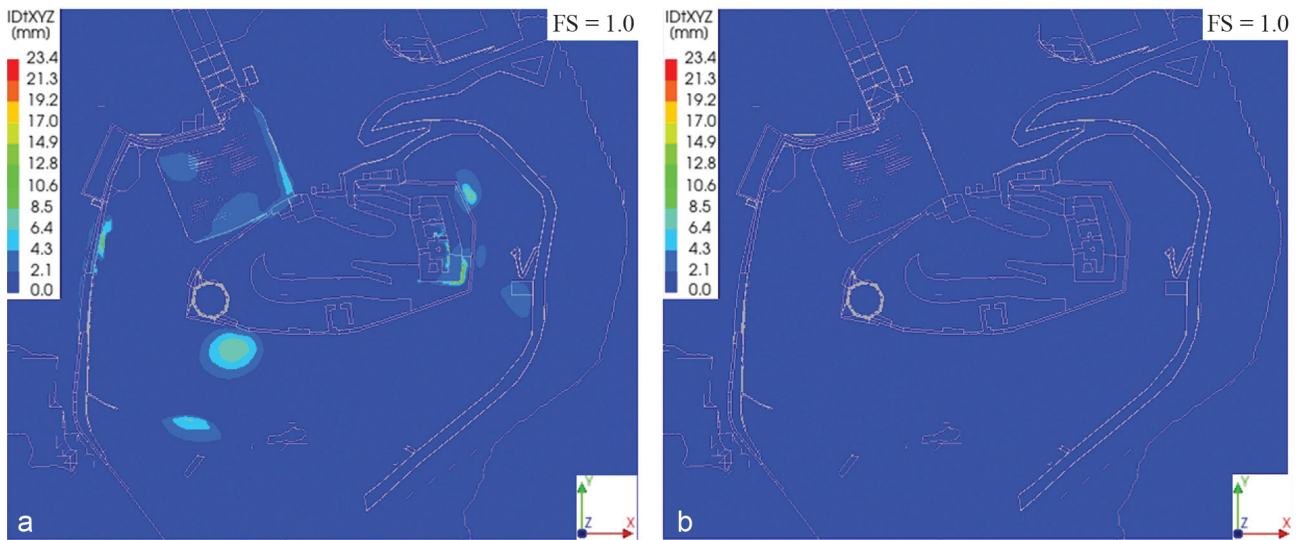 IDtXYZ
(mm)
23.4
21.3
19.2
17.0
14.9
12.8
10.6
8.5
6.4
4.3
2.1
0.0
FS = 1.0
a
Y
Z
X
IDtXYZ
(mm)
23.4
21.3
19.2
17.0
14.9
12.8
10.6
8.5
6.4
4.3
2.1
0.0
FS = 1.0
b
Y
Z
X